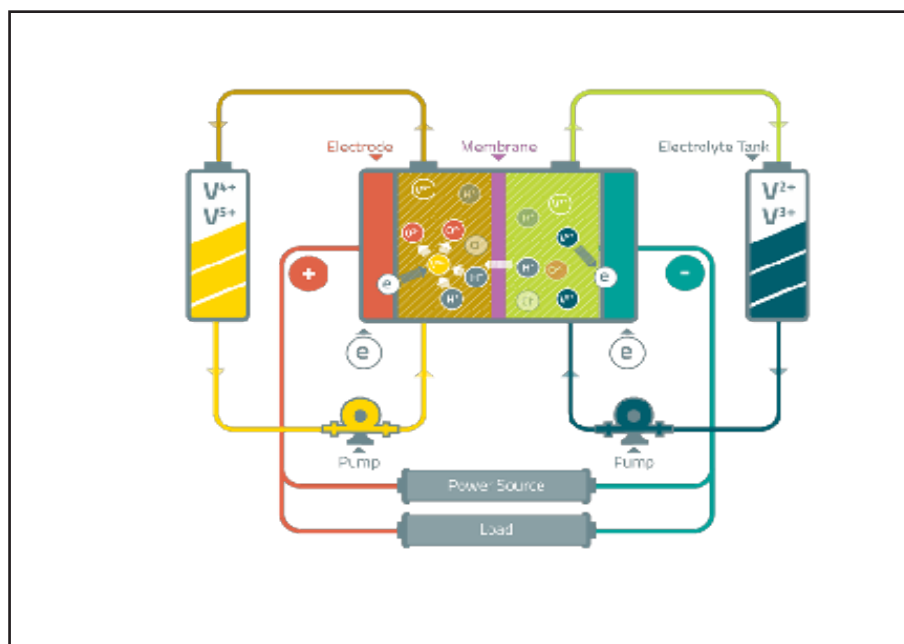 Electrode
Membrane
Electrolyte Tank
V⁴⁺
V⁵⁺
V²⁺
V³⁺
H⁺
H⁺
H⁺
H⁺
H⁺
+
-
e
e
e
e
Pump
Pump
Power Source
Load